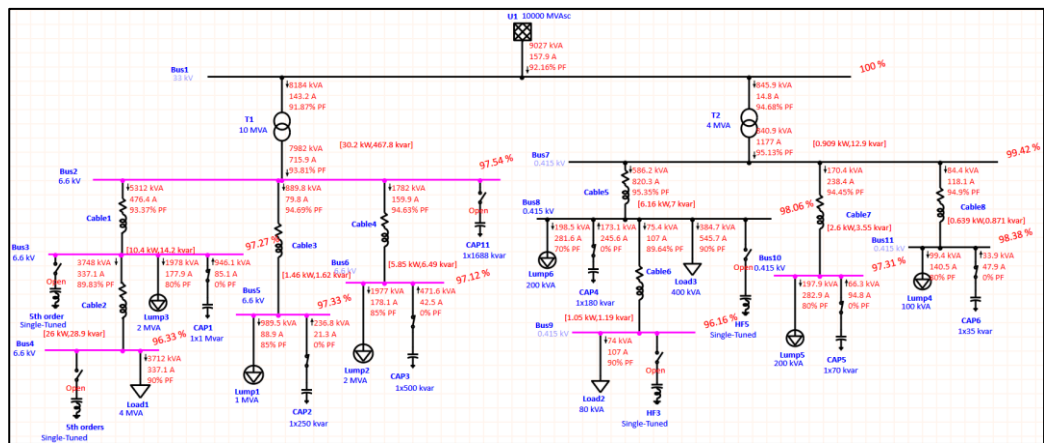 U1 10000 MVAsc
9027 kVA
157.9 A
92.16% PF
Bus1
33 kV
100 %
8184 kVA
143.2 A
91.87% PF
T1
10 MVA
7982 kVA
715.9 A
93.81% PF
[30.2 kW,467.8 kvar]
845.9 kVA
14.8 A
94.68% PF
T2
4 MVA
840.9 kVA
1177 A
95.13% PF
[0.909 kW,12.9 kvar]
Bus2
6.6 kV
97.54 %
5312 kVA
476.4 A
93.37% PF
Cable1
[10.4 kW,14.2 kvar]
889.8 kVA
79.8 A
94.69% PF
Cable3
[1.46 kW,1.62 kvar]
1782 kVA
159.9 A
94.63% PF
Cable4
[5.85 kW,6.49 kvar]
Open
CAP11
1x1688 kvar
Bus3
6.6 kV
97.27 %
Open
5th order
Single-Tuned
3748 kVA
337.1 A
89.83% PF
Cable2
[26 kW,28.9 kvar]
1978 kVA
177.9 A
80% PF
Lump3
2 MVA
946.1 kVA
85.1 A
0% PF
CAP1
1x1 Mvar
Bus4
6.6 kV
96.33 %
Open
5th orders
Single-Tuned
3712 kVA
337.1 A
90% PF
Load1
4 MVA
Bus5
6.6 kV
97.33 %
989.5 kVA
88.9 A
85% PF
Lump1
1 MVA
236.8 kVA
21.3 A
0% PF
CAP2
1x250 kvar
Bus6
6.6 kV
97.12 %
1977 kVA
178.1 A
85% PF
Lump2
2 MVA
471.6 kVA
42.5 A
0% PF
CAP3
1x500 kvar
Bus7
0.415 kV
99.42 %
586.2 kVA
820.3 A
95.35% PF
Cable5
[6.16 kW,7 kvar]
170.4 kVA
238.4 A
94.45% PF
Cable7
[2.6 kW,3.55 kvar]
84.4 kVA
118.1 A
94.9% PF
Cable8
[0.639 kW,0.871 kvar]
Bus8
0.415 kV
98.06 %
198.5 kVA
281.6 A
70% PF
Lump6
200 kVA
173.1 kVA
245.6 A
0% PF
CAP4
1x180 kvar
75.4 kVA
107 A
89.64% PF
Cable6
[1.05 kW,1.19 kvar]
384.7 kVA
545.7 A
90% PF
Load3
400 kVA
Open
HF5
Single-Tuned
Bus9
0.415 kV
96.16 %
74 kVA
107 A
90% PF
Load2
80 kVA
Open
HF3
Single-Tuned
Bus10
0.415 kV
97.31 %
197.9 kVA
282.9 A
80% PF
Lump5
200 kVA
66.3 kVA
94.8 A
0% PF
CAP5
1x70 kvar
Bus11
0.415 kV
98.38 %
99.4 kVA
140.5 A
80% PF
Lump4
100 kVA
33.9 kVA
47.9 A
0% PF
CAP6
1x35 kvar